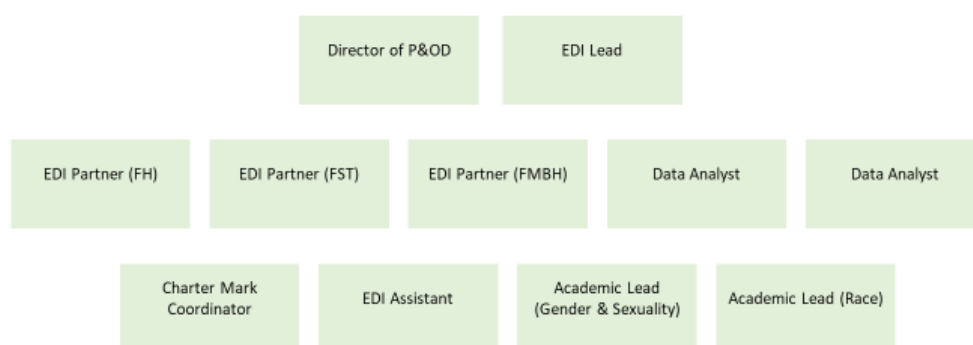 Director of P&OD
EDI Lead
EDI Partner (FH)
EDI Partner (FST)
EDI Partner (FMBH)
Data Analyst
Data Analyst
Charter Mark
Coordinator
EDI Assistant
Academic Lead
(Gender & Sexuality)
Academic Lead (Race)